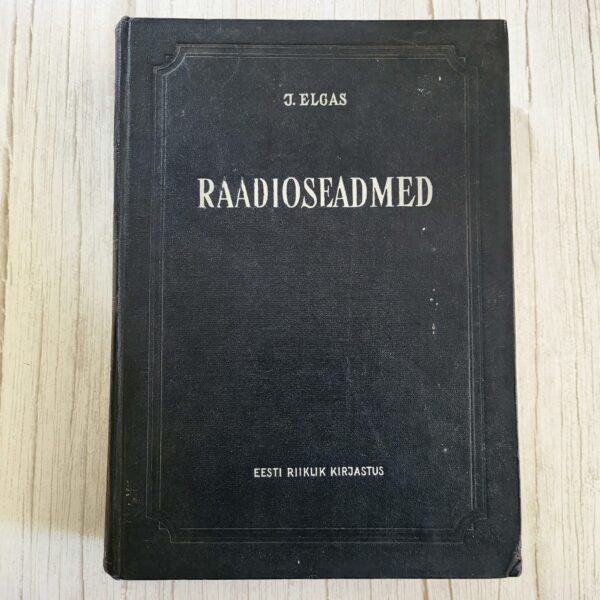 J. ELGAS
RAADIOSEADMED
EESTI RIIKLIK KIRJASTUS